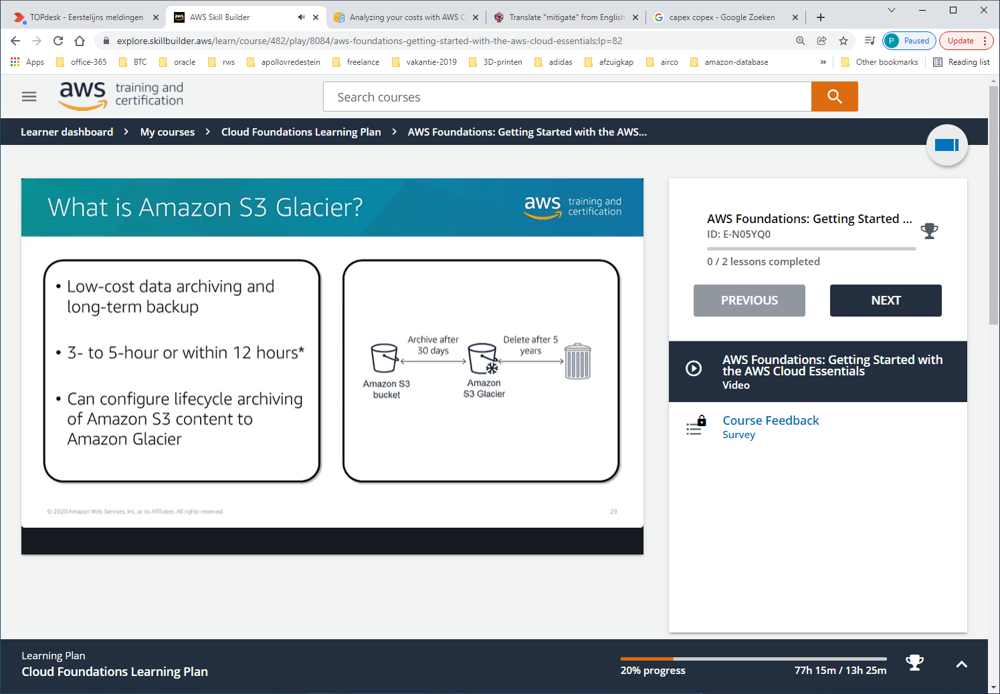 TOPdesk - Eerstelijns meldingen
AWS Skill Builder
Analyzing your costs with AWS C
Translate "mitigate" from English
capex copex - Google Zoeken
explore.skillbuilder.aws/learn/course/482/play/8084/aws-foundations-getting-started-with-the-aws-cloud-essentials;lp=82
P Paused
Update
Apps office-365 BTC oracle rws apollovredestein freelance vakantie-2019 3D-printen adidas afzuigkap airco amazon-database » Other bookmarks Reading list
aws training and
certification
Search courses
Learner dashboard > My courses > Cloud Foundations Learning Plan > AWS Foundations: Getting Started with the AWS...
What is Amazon S3 Glacier?
aws training and
certification
• Low-cost data archiving and
long-term backup
• 3- to 5-hour or within 12 hours*
• Can configure lifecycle archiving
of Amazon S3 content to
Amazon Glacier
Archive after
30 days
Delete after 5
years
Amazon S3
bucket
Amazon
S3 Glacier
© 2020 Amazon Web Services, Inc. or its Affiliates. All rights reserved.
29
AWS Foundations: Getting Started ...
ID: E-N05YQ0
0 / 2 lessons completed
PREVIOUS
NEXT
AWS Foundations: Getting Started with
the AWS Cloud Essentials
Video
Course Feedback
Survey
Learning Plan
Cloud Foundations Learning Plan
20% progress
77h 15m / 13h 25m